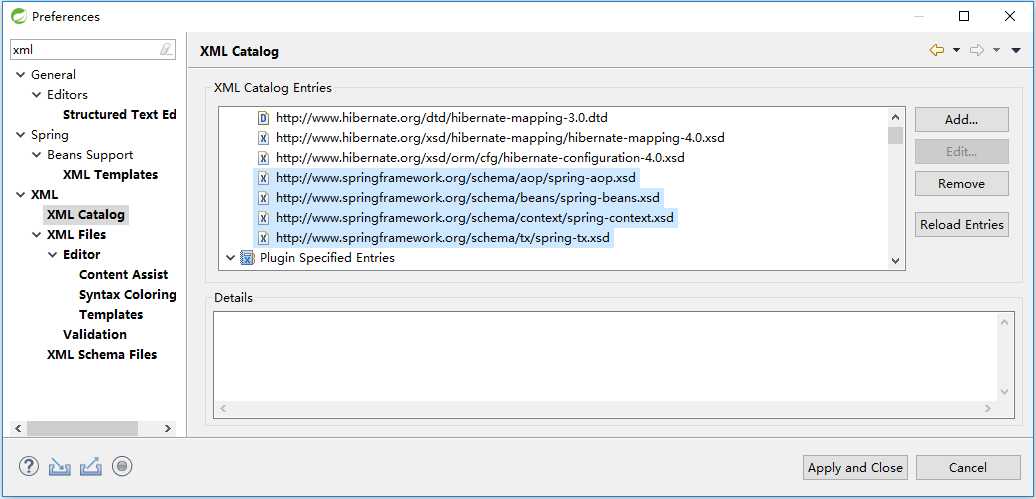 Preferences
xml
General
Editors
Structured Text Ed
Spring
Beans Support
XML Templates
XML
XML Catalog
XML Files
Editor
Content Assist
Syntax Coloring
Templates
Validation
XML Schema Files
XML Catalog
XML Catalog Entries
http://www.hibernate.org/dtd/hibernate-mapping-3.0.dtd
http://www.hibernate.org/xsd/hibernate-mapping/hibernate-mapping-4.0.xsd
http://www.hibernate.org/xsd/orm/cfg/hibernate-configuration-4.0.xsd
http://www.springframework.org/schema/aop/spring-aop.xsd
http://www.springframework.org/schema/beans/spring-beans.xsd
http://www.springframework.org/schema/context/spring-context.xsd
http://www.springframework.org/schema/tx/spring-tx.xsd
Plugin Specified Entries
Add...
Edit...
Remove
Reload Entries
Details
Apply and Close
Cancel